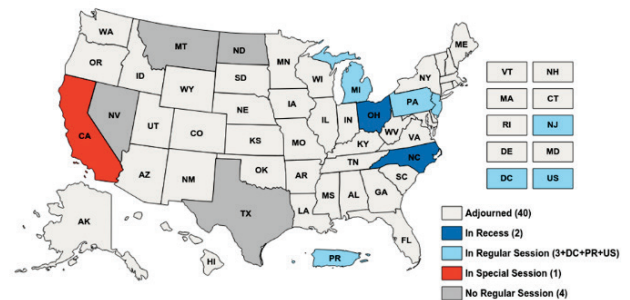 WA
OR
CA
NV
ID
MT
WY
UT
AZ
CO
NM
ND
SD
NE
KS
OK
TX
MN
IA
MO
AR
LA
WI
IL
MS
MI
IN
KY
TN
AL
OH
WV
VA
NC
SC
GA
FL
PA
NY
ME
AK
HI
PR
VT NH
MA CT
RI NJ
DE MD
DC US
Adjourned (40)
In Recess (2)
In Regular Session (3+DC+PR+US)
In Special Session (1)
No Regular Session (4)